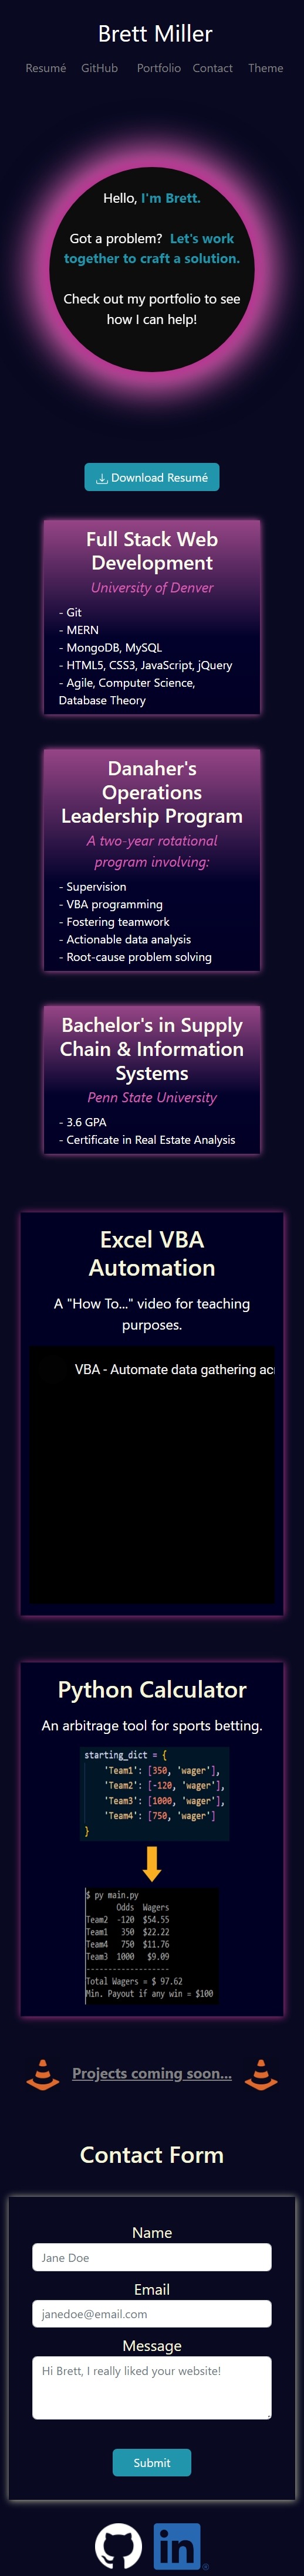 Brett Miller
Resumé GitHub Portfolio Contact Theme
Hello, I'm Brett.
Got a problem? Let's work
together to craft a solution.
Check out my portfolio to see
how I can help!
Download Resumé
Full Stack Web
Development
University of Denver
- Git
- MERN
- MongoDB, MySQL
- HTML5, CSS3, JavaScript, jQuery
- Agile, Computer Science,
Database Theory
Danaher's
Operations
Leadership Program
A two-year rotational
program involving:
- Supervision
- VBA programming
- Fostering teamwork
- Actionable data analysis
- Root-cause problem solving
Bachelor's in Supply
Chain & Information
Systems
Penn State University
- 3.6 GPA
- Certificate in Real Estate Analysis
Excel VBA
Automation
A "How To..." video for teaching
purposes.
VBA - Automate data gathering acr
Python Calculator
An arbitrage tool for sports betting.
starting_dict = {
'Team1': [350, 'wager'],
'Team2': [-120, 'wager'],
'Team3': [1000, 'wager'],
'Team4': [750, 'wager']
}
$ py main.py
Odds Wagers
Team2 -120 $54.55
Team1 350 $22.22
Team4 750 $11.76
Team3 1000 $9.09
--------------------
Total Wagers = $ 97.62
Min. Payout if any win = $100
Projects coming soon...
Contact Form
Name
Jane Doe
Email
janedoe@email.com
Message
Hi Brett, I really liked your website!
Submit
in®